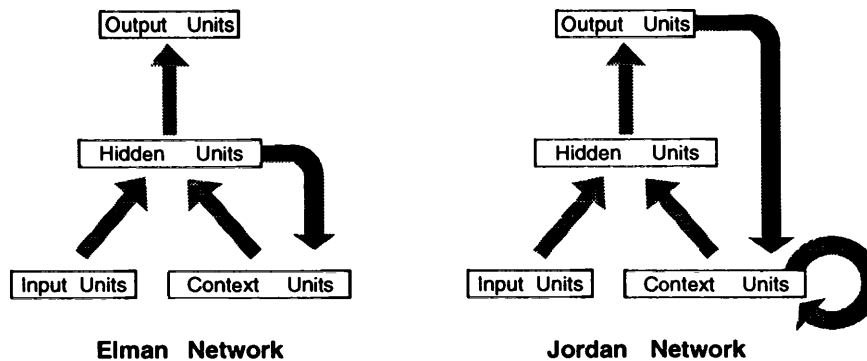 Output Units
Hidden Units
Input Units
Context Units
Elman Network
Output Units
Hidden Units
Input Units
Context Units
Jordan Network